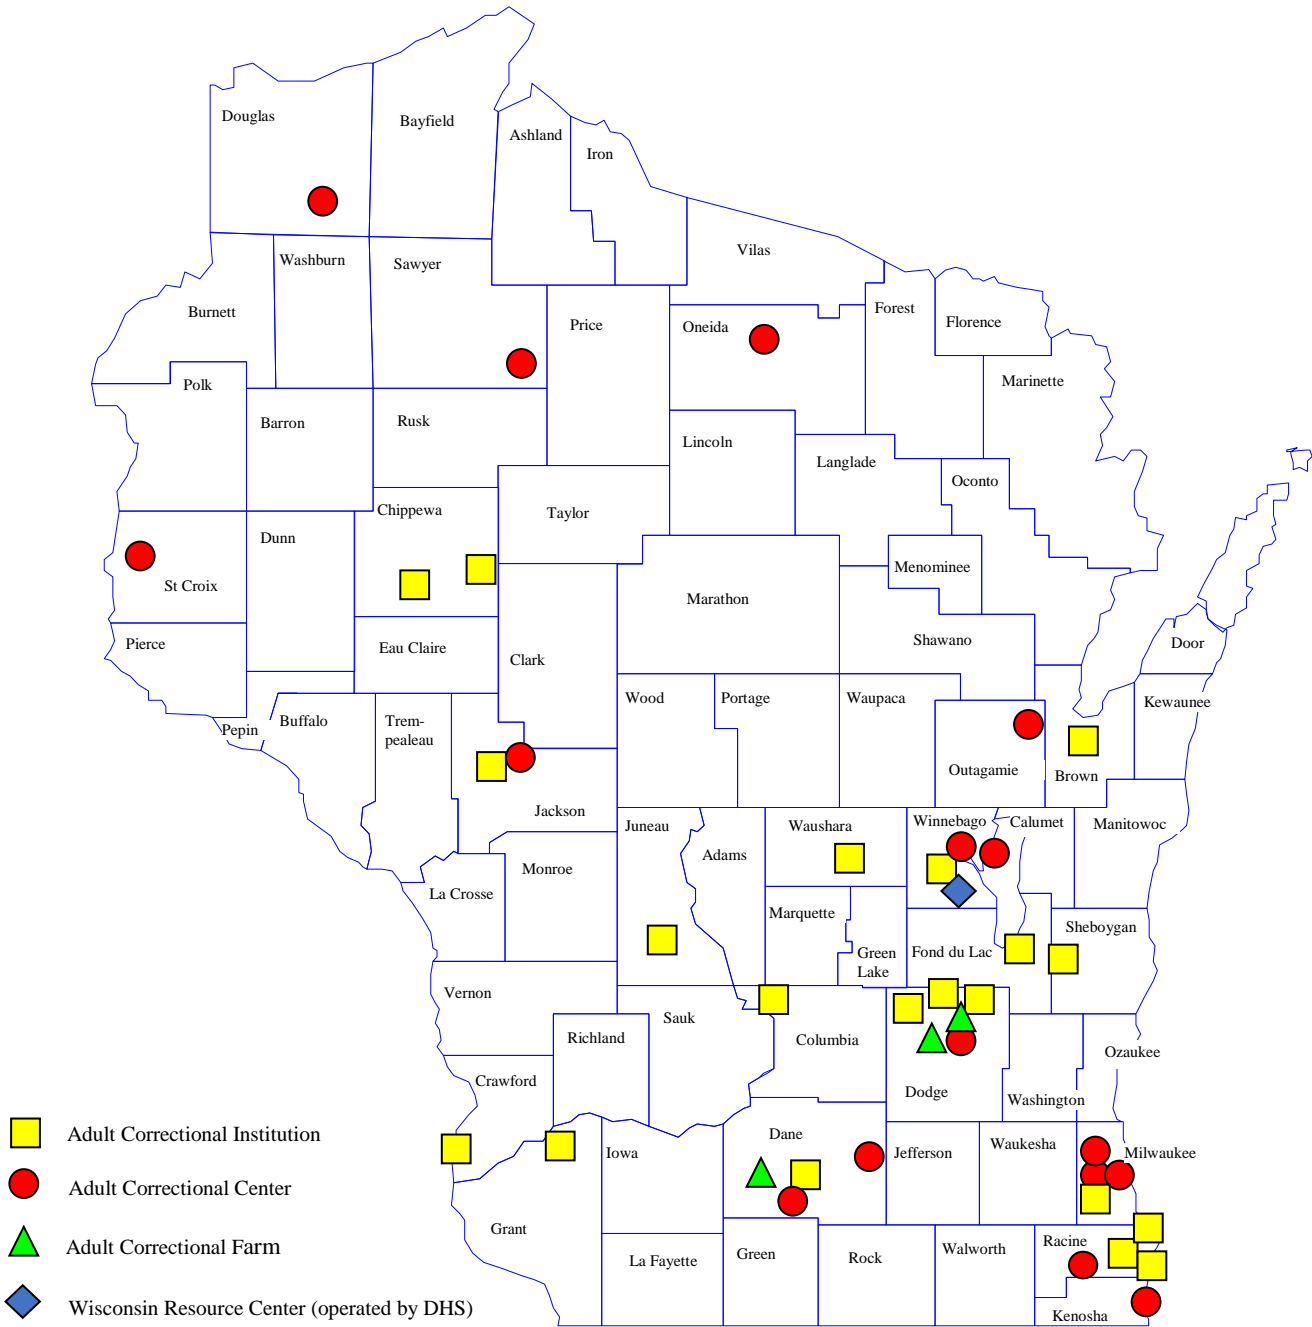 Douglas
Bayfield
Ashland
Iron
Vilas
Washburn
Sawyer
Burnett
Price
Oneida
Forest
Florence
Polk
Marinette
Barron
Rusk
Lincoln
Langlade
Oconto
Chippewa
Taylor
Dunn
St Croix
Menominee
Marathon
Pierce
Eau Claire
Clark
Shawano
Door
Wood
Portage
Waupaca
Kewaunee
Pepin
Buffalo
Trem-
pealeau
Outagamie
Brown
Jackson
Juneau
Adams
Waushara
Winnebago
Calumet
Manitowoc
Monroe
La Crosse
Marquette
Green
Lake
Fond du Lac
Sheboygan
Vernon
Sauk
Columbia
Richland
Ozaukee
Crawford
Dodge
Washington
Adult Correctional Institution
Dane
Iowa
Jefferson
Waukesha
Milwaukee
Adult Correctional Center
Grant
Adult Correctional Farm
La Fayette
Green
Rock
Walworth
Racine
Wisconsin Resource Center (operated by DHS)
Kenosha